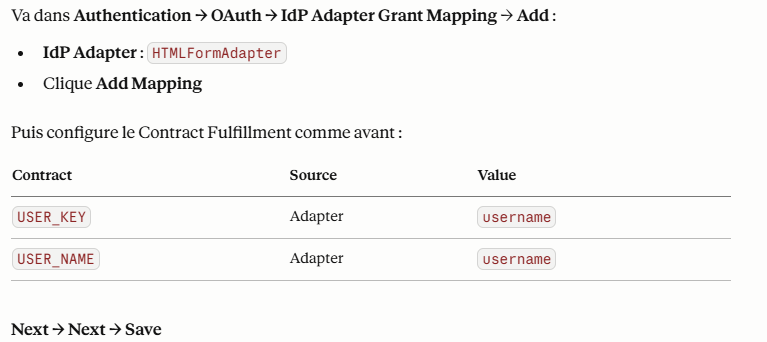 Va dans Authentication → OAuth → IdP Adapter Grant Mapping → Add :
• IdP Adapter : HTMLFormAdapter
• Clique Add Mapping
Puis configure le Contract Fulfillment comme avant :
Contract Source Value
USER_KEY Adapter username
USER_NAME Adapter username
Next → Next → Save